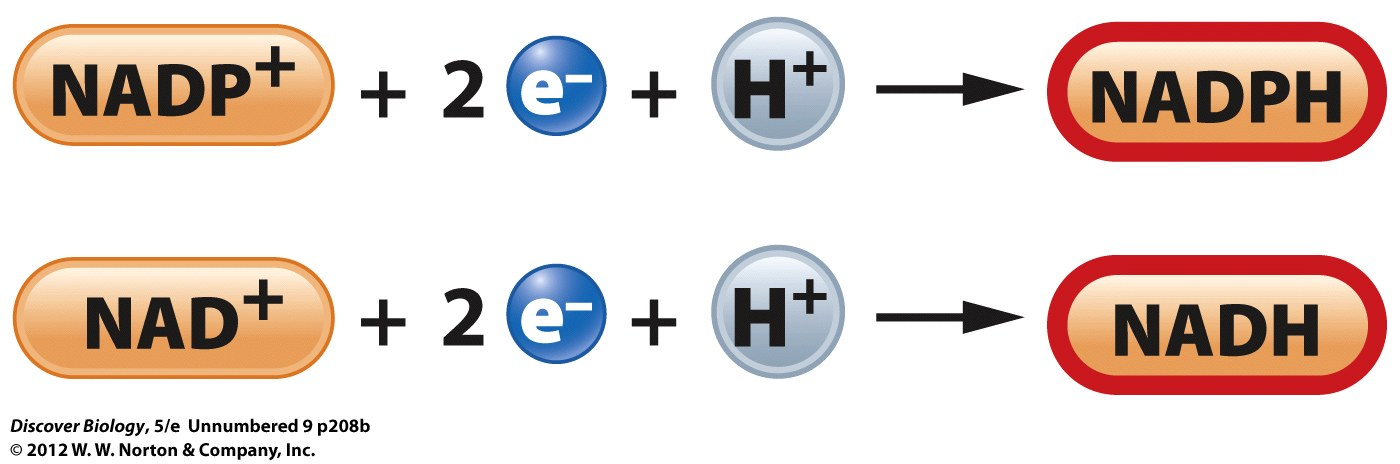 NADP⁺ + 2 e⁻ + H⁺ → NADPH
NAD⁺ + 2 e⁻ + H⁺ → NADH
Discover Biology, 5/e Unnumbered 9 p208b
© 2012 W. W. Norton & Company, Inc.